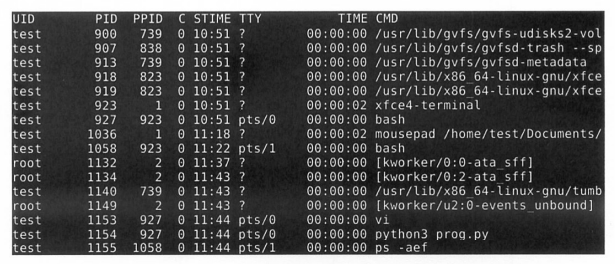 UID PID PPID C STIME TTY TIME CMD
test 900 739 0 10:51 ? 00:00:00 /usr/lib/gvfs/gvfs-udisks2-vol
test 907 838 0 10:51 ? 00:00:00 /usr/lib/gvfs/gvfsd-trash --sp
test 913 739 0 10:51 ? 00:00:00 /usr/lib/gvfs/gvfsd-metadata
test 918 823 0 10:51 ? 00:00:00 /usr/lib/x86_64-linux-gnu/xfce
test 919 823 0 10:51 ? 00:00:00 /usr/lib/x86_64-linux-gnu/xfce
test 923 1 0 10:51 ? 00:00:02 xfce4-terminal
test 927 923 0 10:51 pts/0 00:00:00 bash
test 1036 1 0 11:18 ? 00:00:02 mousepad /home/test/Documents/
test 1058 923 0 11:22 pts/1 00:00:00 bash
root 1132 2 0 11:37 ? 00:00:00 [kworker/0:0-ata_sff]
root 1134 2 0 11:43 ? 00:00:00 [kworker/0:2-ata_sff]
test 1140 739 0 11:43 ? 00:00:00 /usr/lib/x86_64-linux-gnu/tumb
root 1149 2 0 11:43 ? 00:00:00 [kworker/u2:0-events_unbound]
test 1153 927 0 11:44 pts/0 00:00:00 vi
test 1154 927 0 11:44 pts/0 00:00:00 python3 prog.py
test 1155 1058 0 11:44 pts/1 00:00:00 ps -aef